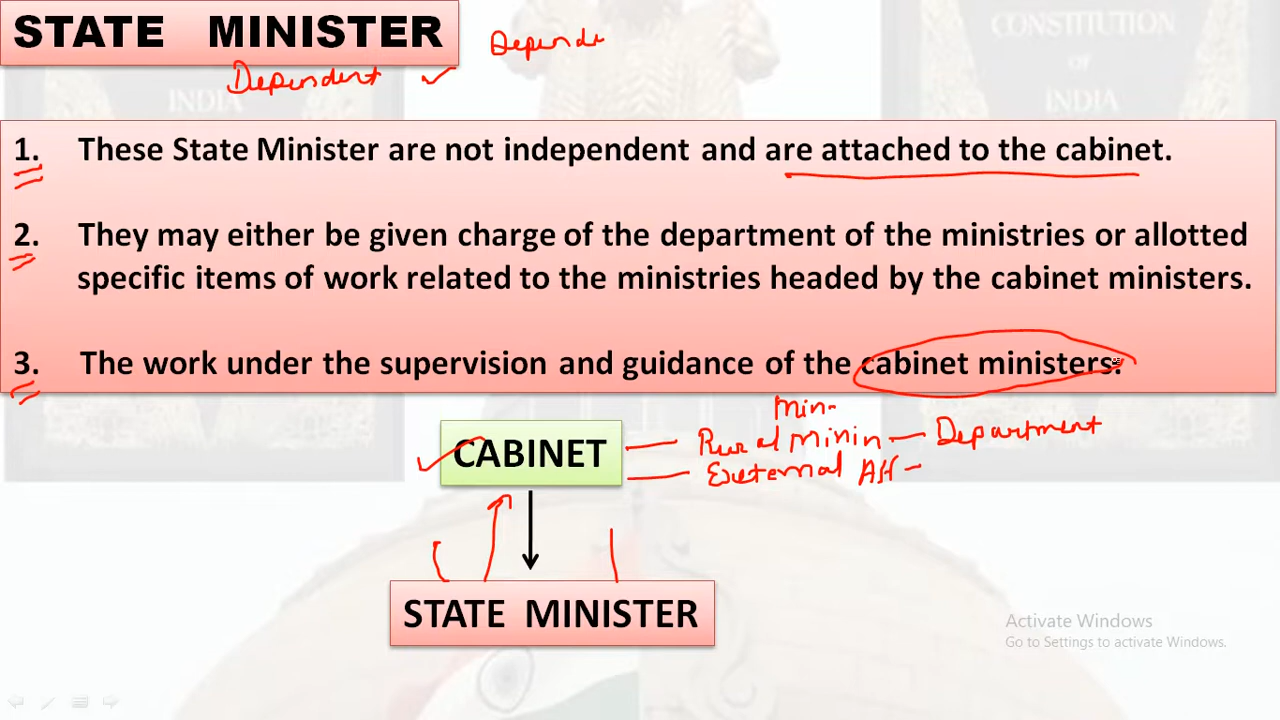 STATE MINISTER
Depende
Dependent
CONSTITUTION
OF
INDIA
INDIA
1. These State Minister are not independent and are attached to the cabinet.
2. They may either be given charge of the department of the ministries or allotted
specific items of work related to the ministries headed by the cabinet ministers.
3. The work under the supervision and guidance of the cabinet ministers.
Min.
CABINET
Rural Minin — Department
External Aff —
STATE MINISTER
Activate Windows
Go to Settings to activate Windows.